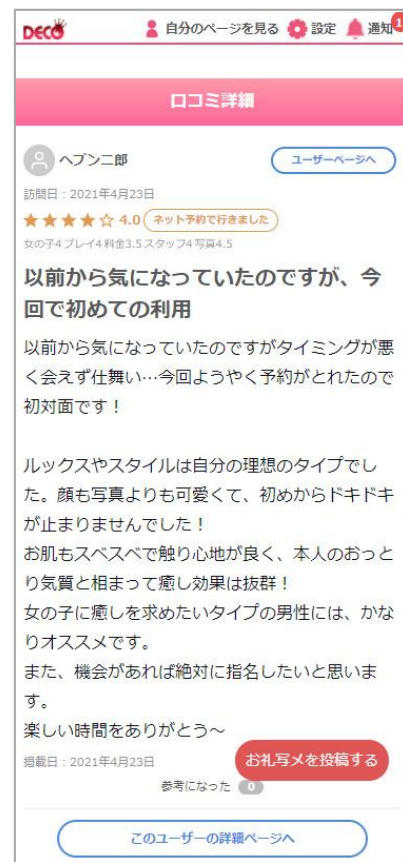 DECO 自分のページを見る 設定 通知 1
口コミ詳細
ヘブン二郎 ユーザーページへ
訪問日：2021年4月23日
★★★★☆ 4.0 ネット予約で行きました
女の子4 プレイ4 料金3.5 スタッフ4 写真4.5
以前から気になっていたのですが、今
回で初めての利用
以前から気になっていたのですがタイミングが悪
く会えず仕舞い…今回ようやく予約がとれたので
初対面です！
ルックスやスタイルは自分の理想のタイプでし
た。顔も写真よりも可愛くて、初めからドキドキ
が止まりませんでした！
お肌もスベスベで触り心地が良く、本人のおっと
り気質と相まって癒し効果は抜群！
女の子に癒しを求めたいタイプの男性には、かな
りオススメです。
また、機会があれば絶対に指名したいと思いま
す。
楽しい時間をありがとう～
掲載日：2021年4月23日 お礼写メを投稿する
参考になった 0
このユーザーの詳細ページへ